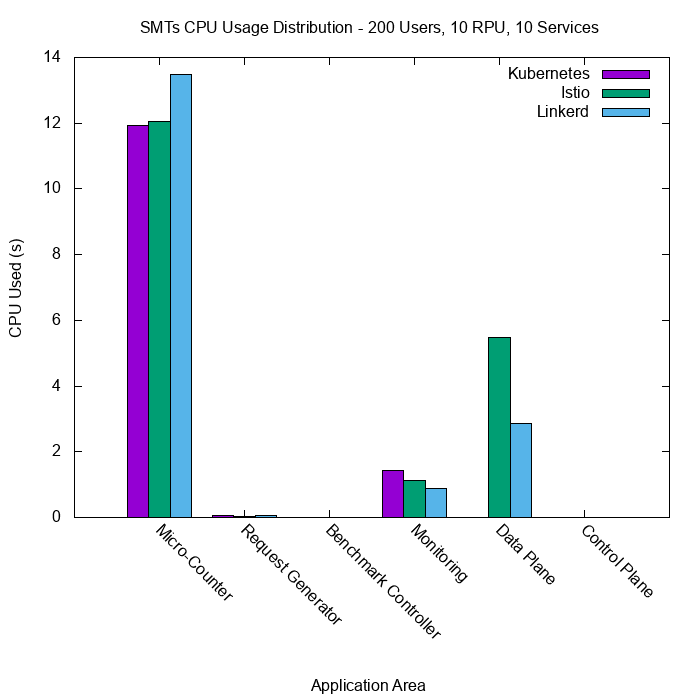 SMTs CPU Usage Distribution - 200 Users, 10 RPU, 10 Services
Kubernetes
Istio
Linkerd
14
12
10
8
6
4
2
0
CPU Used (s)
Micro-Counter
Request Generator
Benchmark Controller
Monitoring
Data Plane
Control Plane
Application Area